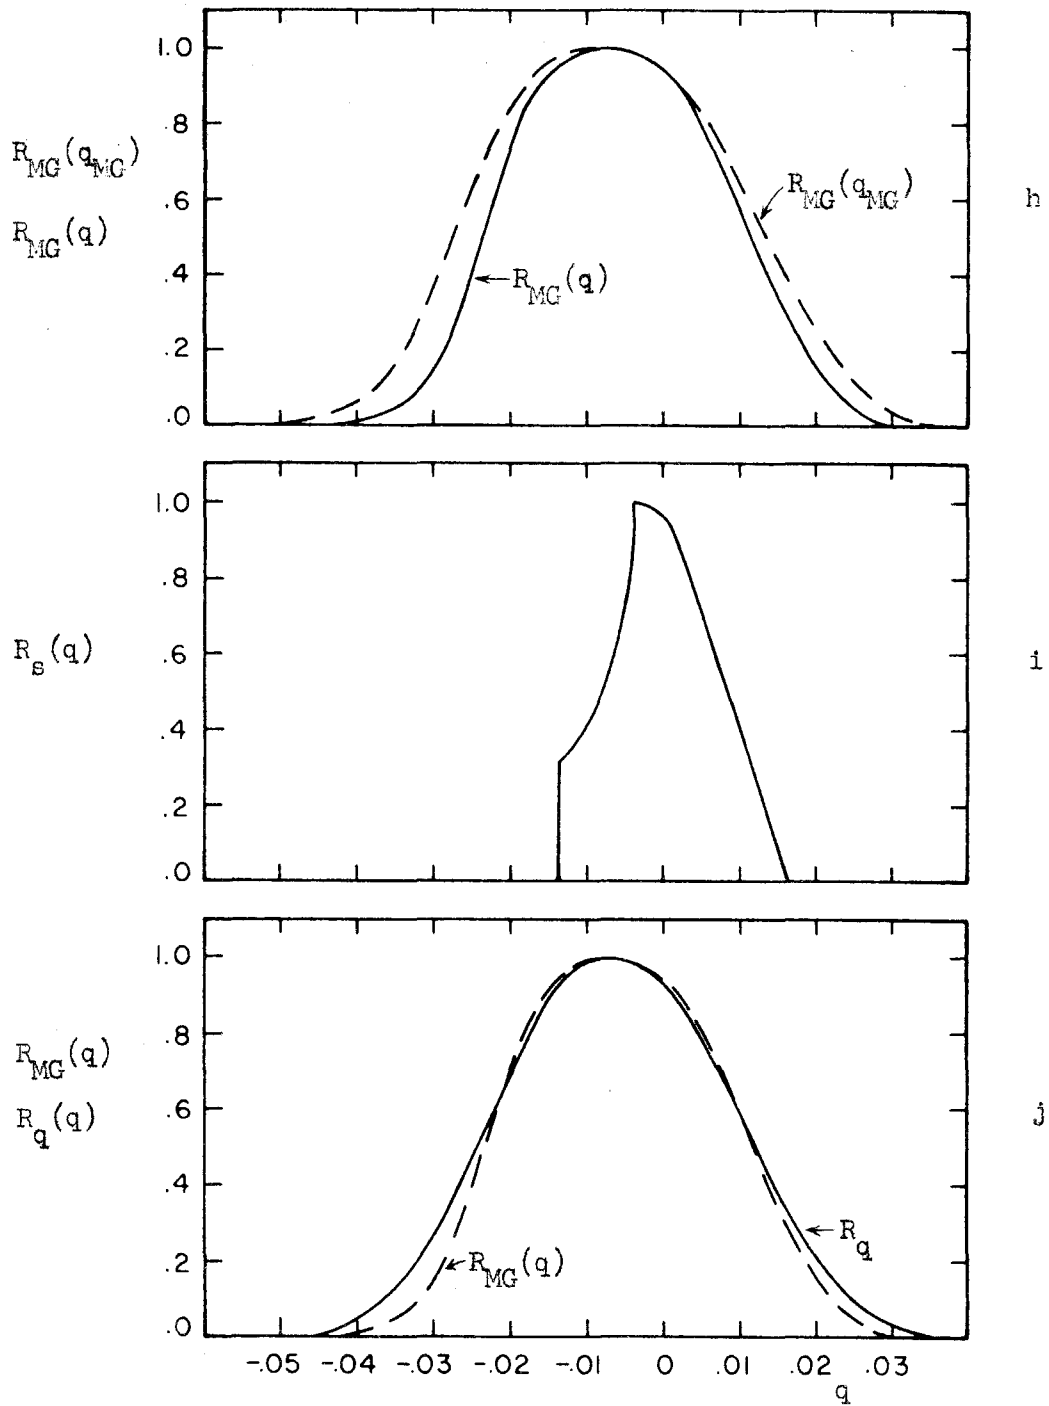 1.0
.8
.6
.4
.2
.0
R_MG(q_MG)
R_MG(q)
R_MG(q_MG)
R_MG(q)
h
1.0
.8
.6
.4
.2
.0
R_s(q)
i
1.0
.8
.6
.4
.2
.0
R_MG(q)
R_q(q)
R_q
R_MG(q)
j
-.05 -.04 -.03 -.02 -.01 0 .01 .02 .03
q